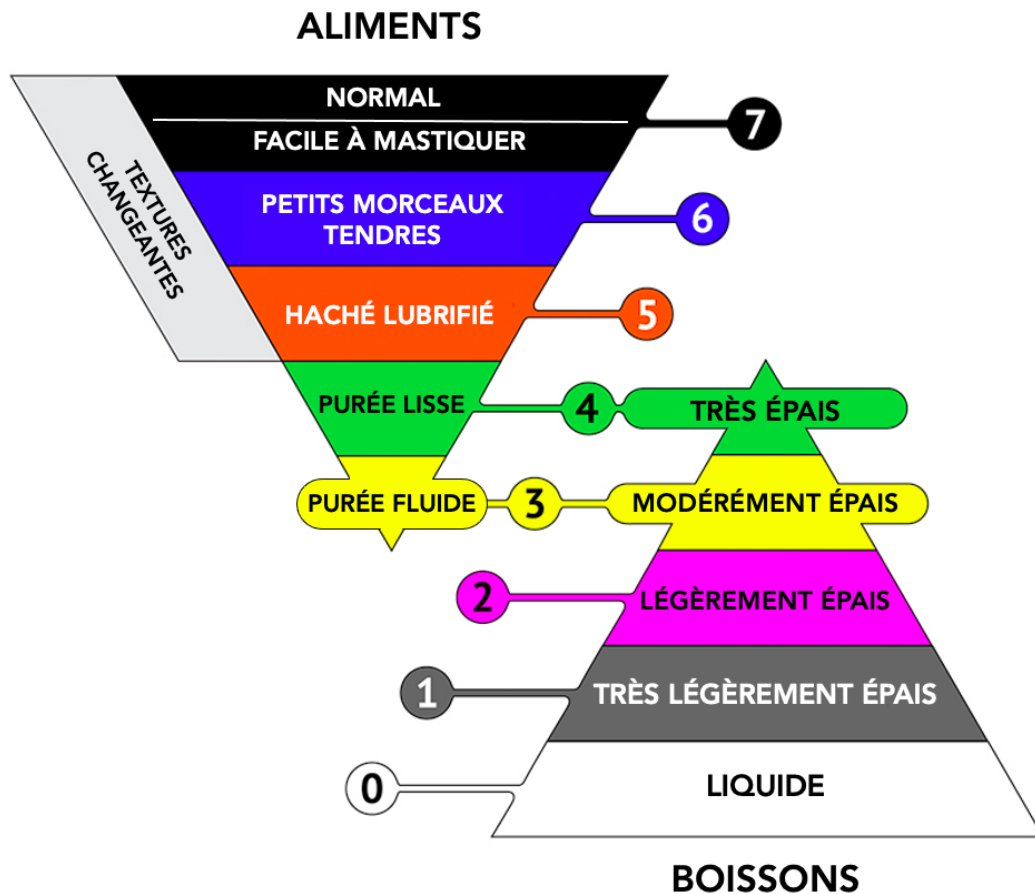 ALIMENTS
NORMAL
7
FACILE À MASTIQUER
TEXTURES
CHANGEANTES
PETITS MORCEAUX
TENDRES
6
HACHÉ LUBRIFIÉ
5
PURÉE LISSE
4
TRÈS ÉPAIS
PURÉE FLUIDE
3
MODÉRÉMENT ÉPAIS
2
LÉGÈREMENT ÉPAIS
1
TRÈS LÉGÈREMENT ÉPAIS
0
LIQUIDE
BOISSONS